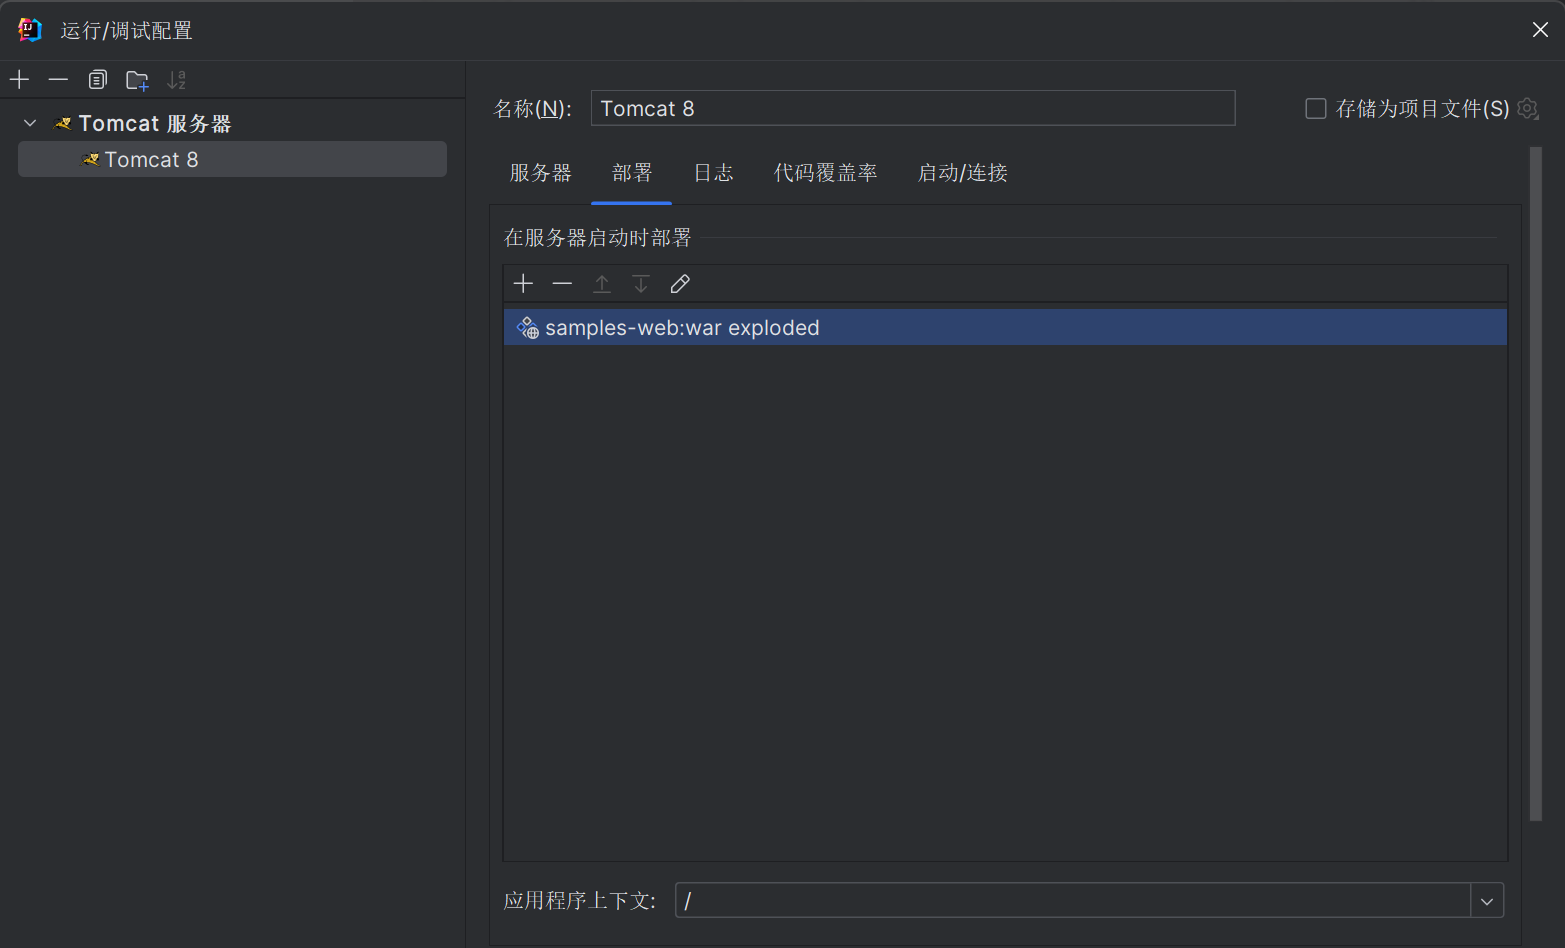 运行/调试配置
名称(N):
Tomcat 8
存储为项目文件(S)
Tomcat 服务器
Tomcat 8
服务器
部署
日志
代码覆盖率
启动/连接
在服务器启动时部署
samples-web:war exploded
应用程序上下文:
/